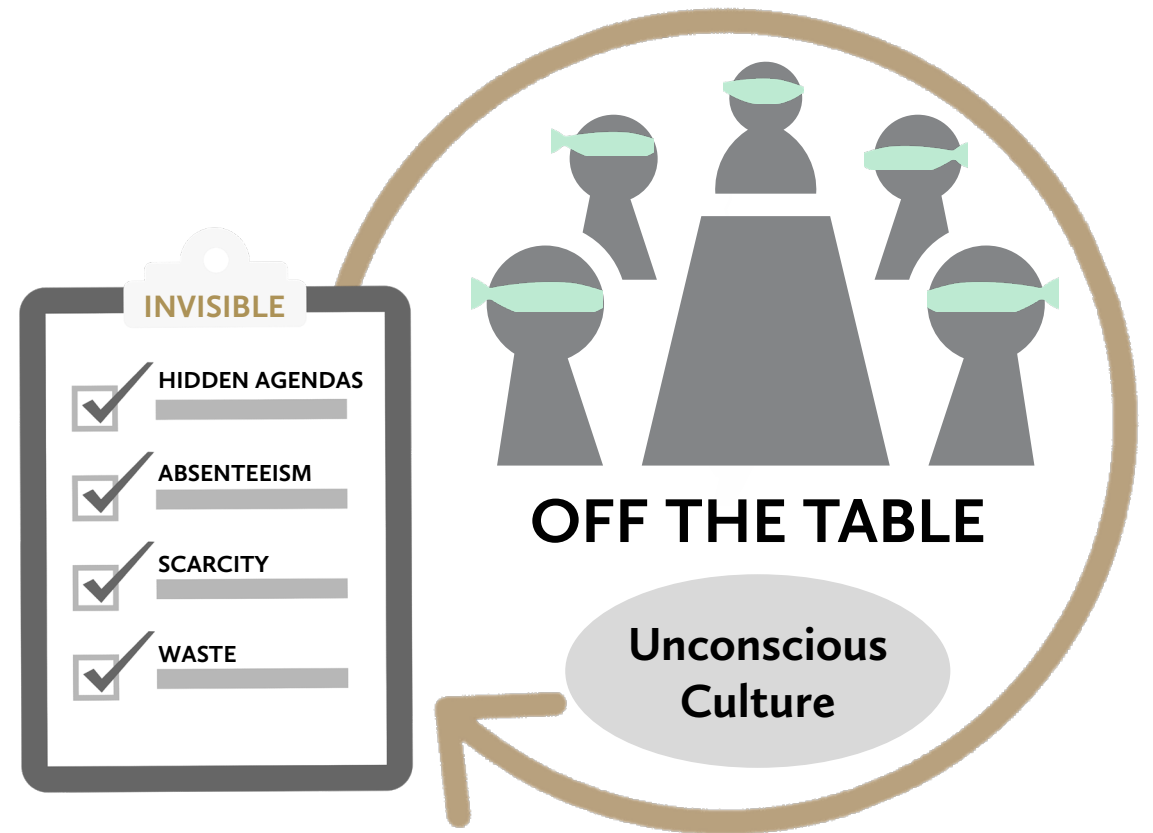 INVISIBLE
HIDDEN AGENDAS
ABSENTEEISM
SCARCITY
WASTE
OFF THE TABLE
Unconscious
Culture